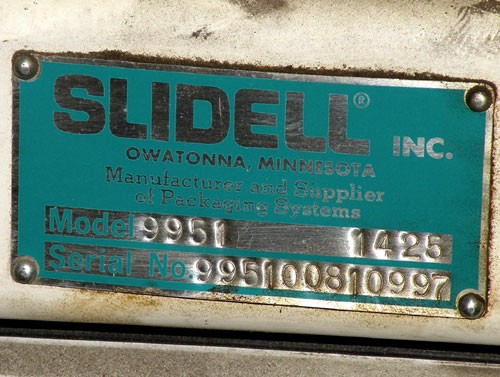 SLIDELL® INC.
OWATONNA, MINNESOTA
Manufacturer and Supplier
of Packaging Systems
Model 9951 1425
Serial No. 995100810997